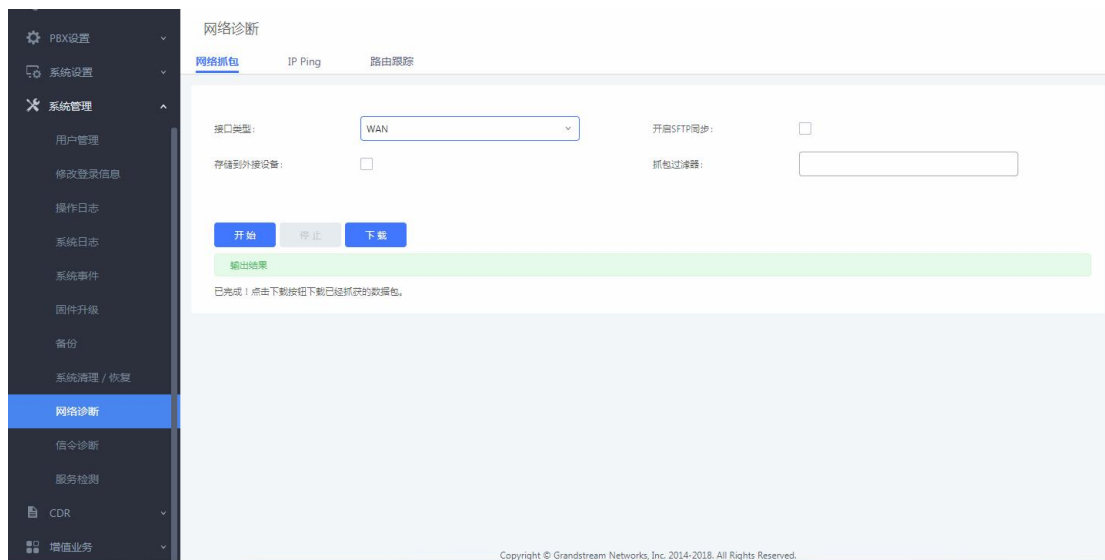 PBX设置
系统设置
系统管理
用户管理
修改登录信息
操作日志
系统日志
系统事件
固件升级
备份
系统清理 / 恢复
网络诊断
信令诊断
服务检测
CDR
增值业务
网络诊断
网络抓包 IP Ping 路由跟踪
接口类型: WAN 开启SFTP同步:
存储到外接设备: 抓包过滤器:
开始 停止 下载
输出结果
已完成！点击下载按钮下载已经抓获的数据包。
Copyright © Grandstream Networks, Inc. 2014-2018. All Rights Reserved.